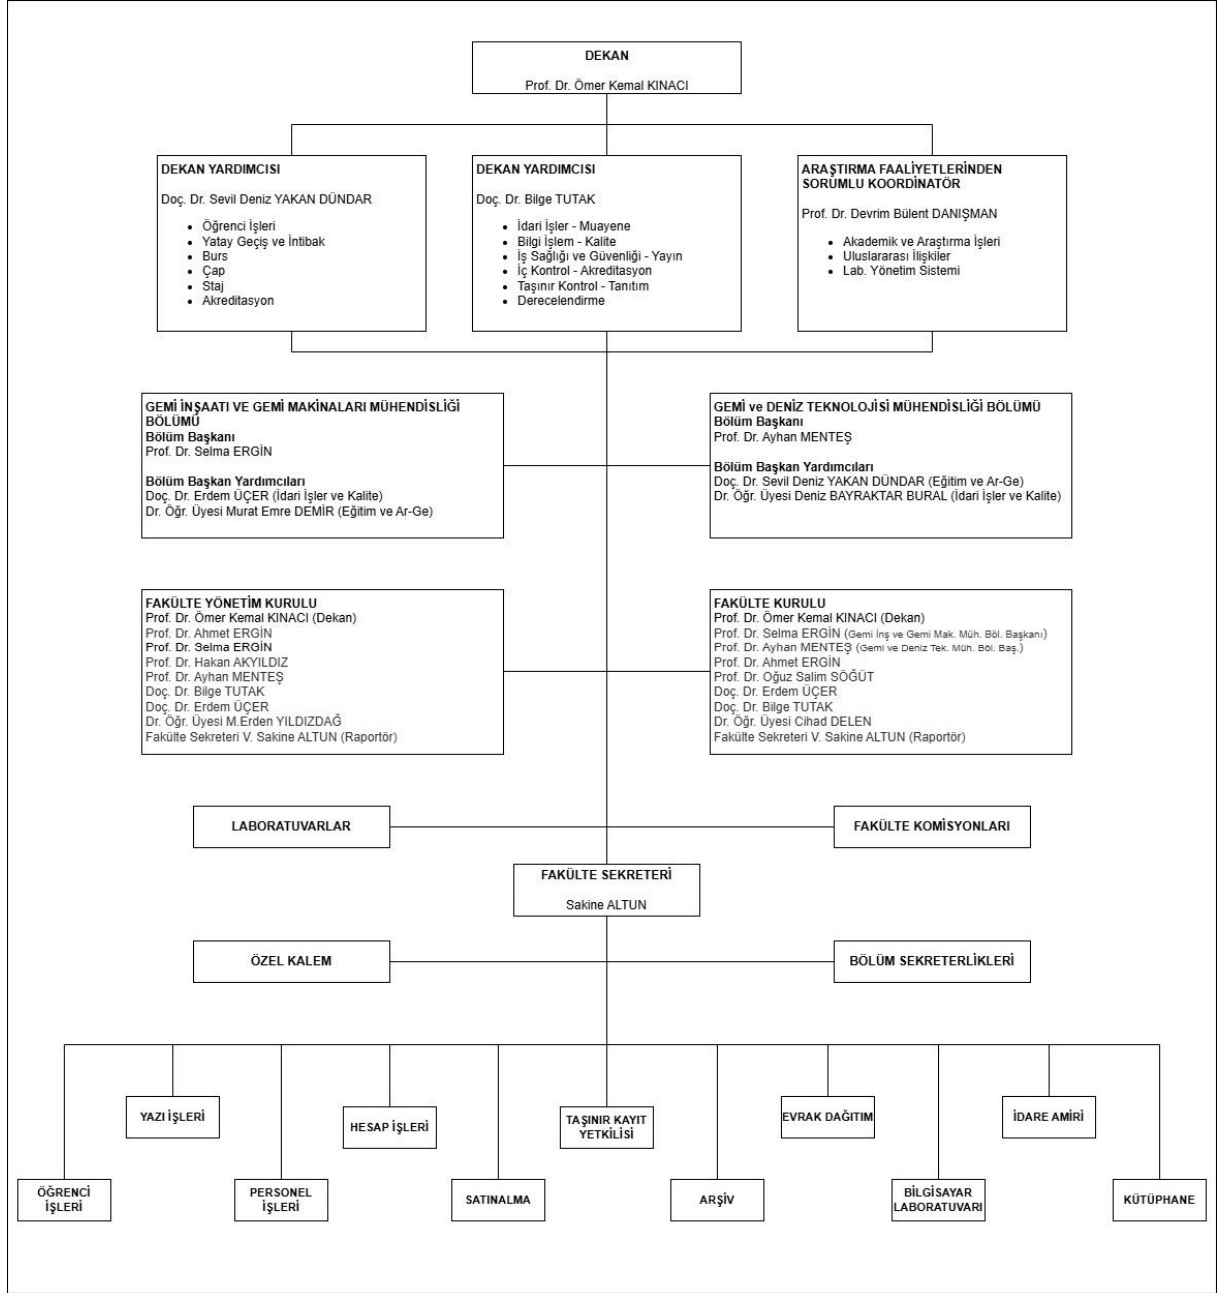 DEKAN
Prof. Dr. Ömer Kemal KINACI
DEKAN YARDIMCISI
Doç. Dr. Sevil Deniz YAKAN DÜNDAR
• Öğrenci İşleri
• Yatay Geçiş ve İntibak
• Burs
• Çap
• Staj
• Akreditasyon
DEKAN YARDIMCISI
Doç. Dr. Bilge TUTAK
• İdari İşler - Muayene
• Bilgi İşlem - Kalite
• İş Sağlığı ve Güvenliği - Yayın
• İç Kontrol - Akreditasyon
• Taşınır Kontrol - Tanıtım
• Derecelendirme
ARAŞTIRMA FAALİYETLERİNDEN
SORUMLU KOORDİNATÖR
Prof. Dr. Devrim Bülent DANIŞMAN
• Akademik ve Araştırma İşleri
• Uluslararası İlişkiler
• Lab. Yönetim Sistemi
GEMİ İNŞAATI VE GEMİ MAKİNALARI MÜHENDİSLİĞİ
BÖLÜMÜ
Bölüm Başkanı
Prof. Dr. Selma ERGİN
Bölüm Başkan Yardımcıları
Doç. Dr. Erdem ÜÇER (İdari İşler ve Kalite)
Dr. Öğr. Üyesi Murat Emre DEMİR (Eğitim ve Ar-Ge)
GEMİ ve DENİZ TEKNOLOJİSİ MÜHENDİSLİĞİ BÖLÜMÜ
Bölüm Başkanı
Prof. Dr. Ayhan MENTEŞ
Bölüm Başkan Yardımcıları
Doç. Dr. Sevil Deniz YAKAN DÜNDAR (Eğitim ve Ar-Ge)
Dr. Öğr. Üyesi Deniz BAYRAKTAR BURAL (İdari İşler ve Kalite)
FAKÜLTE YÖNETİM KURULU
Prof. Dr. Ömer Kemal KINACI (Dekan)
Prof. Dr. Ahmet ERGİN
Prof. Dr. Selma ERGİN
Prof. Dr. Hakan AKYILDIZ
Prof. Dr. Ayhan MENTEŞ
Doç. Dr. Bilge TUTAK
Doç. Dr. Erdem ÜÇER
Dr. Öğr. Üyesi M.Erden YILDIZDAĞ
Fakülte Sekreteri V. Sakine ALTUN (Raportör)
FAKÜLTE KURULU
Prof. Dr. Ömer Kemal KINACI (Dekan)
Prof. Dr. Selma ERGİN (Gemi İnş ve Gemi Mak. Müh. Böl. Başkanı)
Prof. Dr. Ayhan MENTEŞ (Gemi ve Deniz Tek. Müh. Böl. Baş.)
Prof. Dr. Ahmet ERGİN
Prof. Dr. Oğuz Salim SÖĞÜT
Doç. Dr. Erdem ÜÇER
Doç. Dr. Bilge TUTAK
Dr. Öğr. Üyesi Cihad DELEN
Fakülte Sekreteri V. Sakine ALTUN (Raportör)
LABORATUVARLAR
FAKÜLTE KOMİSYONLARI
FAKÜLTE SEKRETERİ
Sakine ALTUN
ÖZEL KALEM
BÖLÜM SEKRETERLİKLERİ
YAZI İŞLERİ
HESAP İŞLERİ
TAŞINIR KAYIT
YETKİLİSİ
EVRAK DAĞITIM
İDARE AMİRİ
ÖĞRENCİ
İŞLERİ
PERSONEL
İŞLERİ
SATINALMA
ARŞİV
BİLGİSAYAR
LABORATUVARI
KÜTÜPHANE